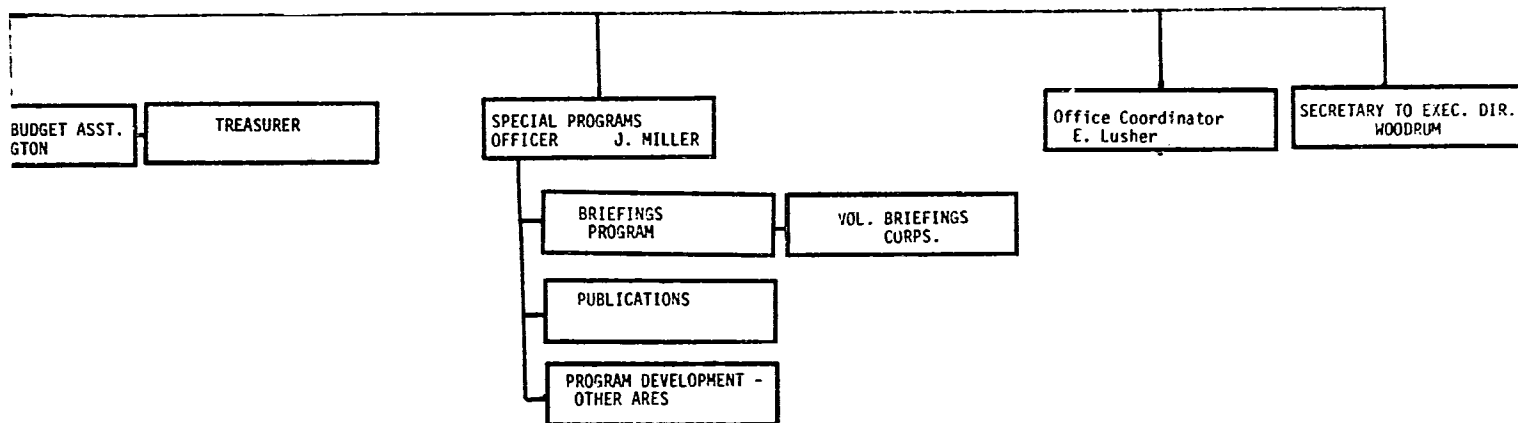 BUDGET ASST.
GTON
TREASURER
SPECIAL PROGRAMS
OFFICER J. MILLER
Office Coordinator
E. Lusher
SECRETARY TO EXEC. DIR.
WOODRUM
BRIEFINGS
PROGRAM
VOL. BRIEFINGS
CORPS.
PUBLICATIONS
PROGRAM DEVELOPMENT -
OTHER ARES